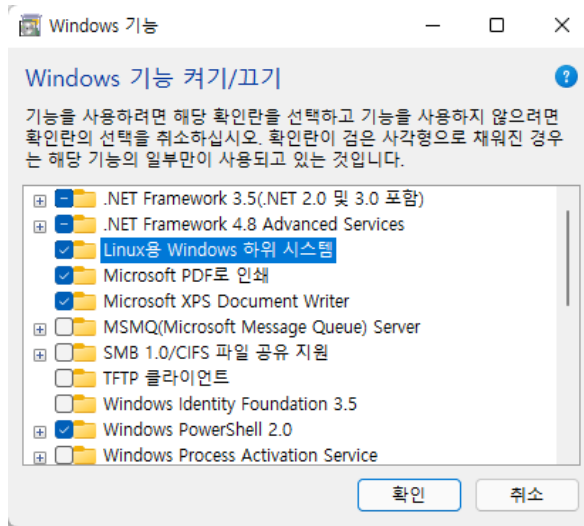 Windows 기능
Windows 기능 켜기/끄기
기능을 사용하려면 해당 확인란을 선택하고 기능을 사용하지 않으려면
확인란의 선택을 취소하십시오. 확인란이 검은 사각형으로 채워진 경우
는 해당 기능의 일부만이 사용되고 있는 것입니다.
.NET Framework 3.5(.NET 2.0 및 3.0 포함)
.NET Framework 4.8 Advanced Services
Linux용 Windows 하위 시스템
Microsoft PDF로 인쇄
Microsoft XPS Document Writer
MSMQ(Microsoft Message Queue) Server
SMB 1.0/CIFS 파일 공유 지원
TFTP 클라이언트
Windows Identity Foundation 3.5
Windows PowerShell 2.0
Windows Process Activation Service
확인 취소